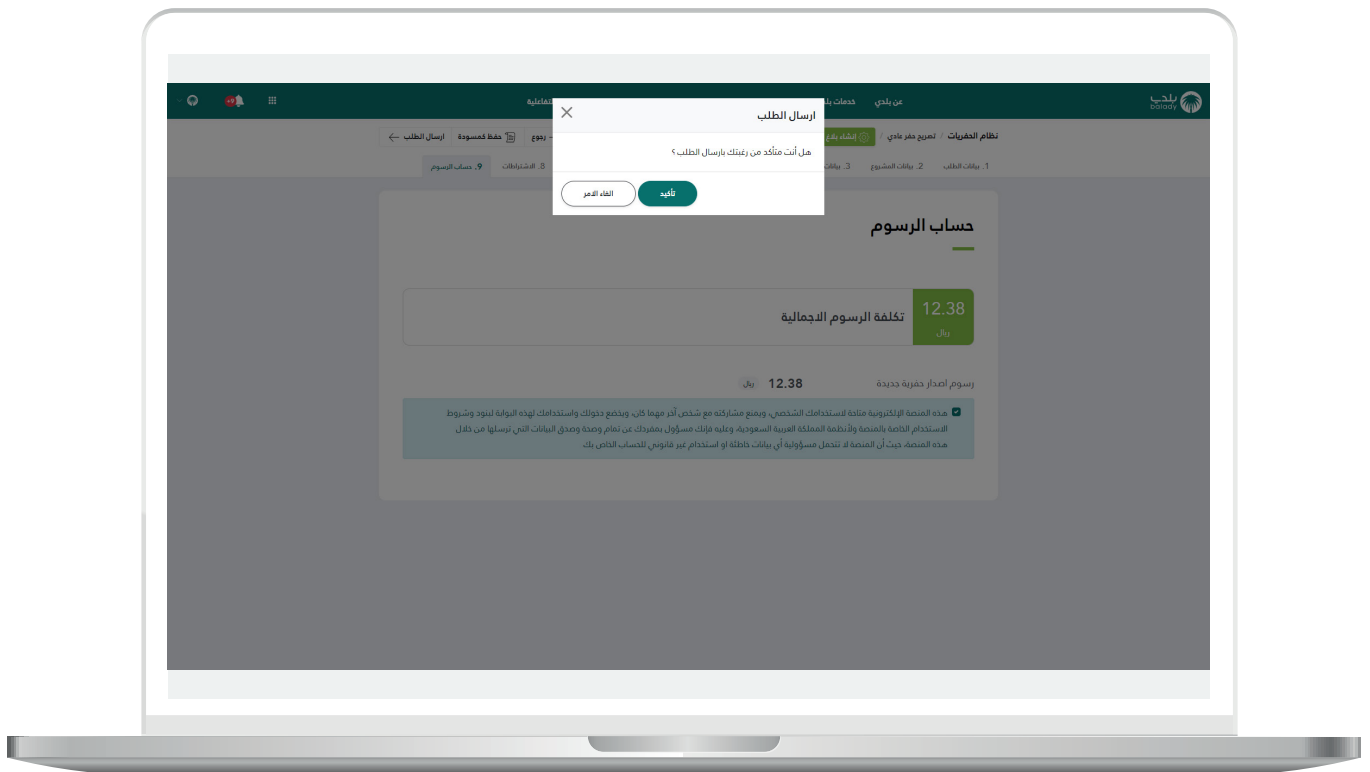 بلدي
balady
عن بلدي
خدمات
+9
نظام الحفريات / تصريح حفر عادي /
رجوع
حفظ كمسودة
ارسال الطلب
1. بيانات الطلب
2. بيانات المشروع
3. بيانات
8. الاشتراطات
9. حساب الرسوم
ارسال الطلب
هل أنت متأكد من رغبتك بارسال الطلب ؟
تأكيد
الغاء الامر
حساب الرسوم
12.38
ريال
تكلفة الرسوم الاجمالية
رسوم اصدار حفرية جديدة
12.38 ريال
هذه المنصة الإلكترونية متاحة لاستخدامك الشخصي، ويمنع مشاركته مع شخص آخر مهما كان، ويخضع دخولك واستخدامك لهذه البوابة لبنود وشروط
الاستخدام الخاصة بالمنصة ولأنظمة المملكة العربية السعودية، وعليه فإنك مسؤول بمفردك عن تمام وصحة وصدق البيانات التي ترسلها من خلال
هذه المنصة، حيث أن المنصة لا تتحمل مسؤولية أي بيانات خاطئة او استخدام غير قانوني للحساب الخاص بك